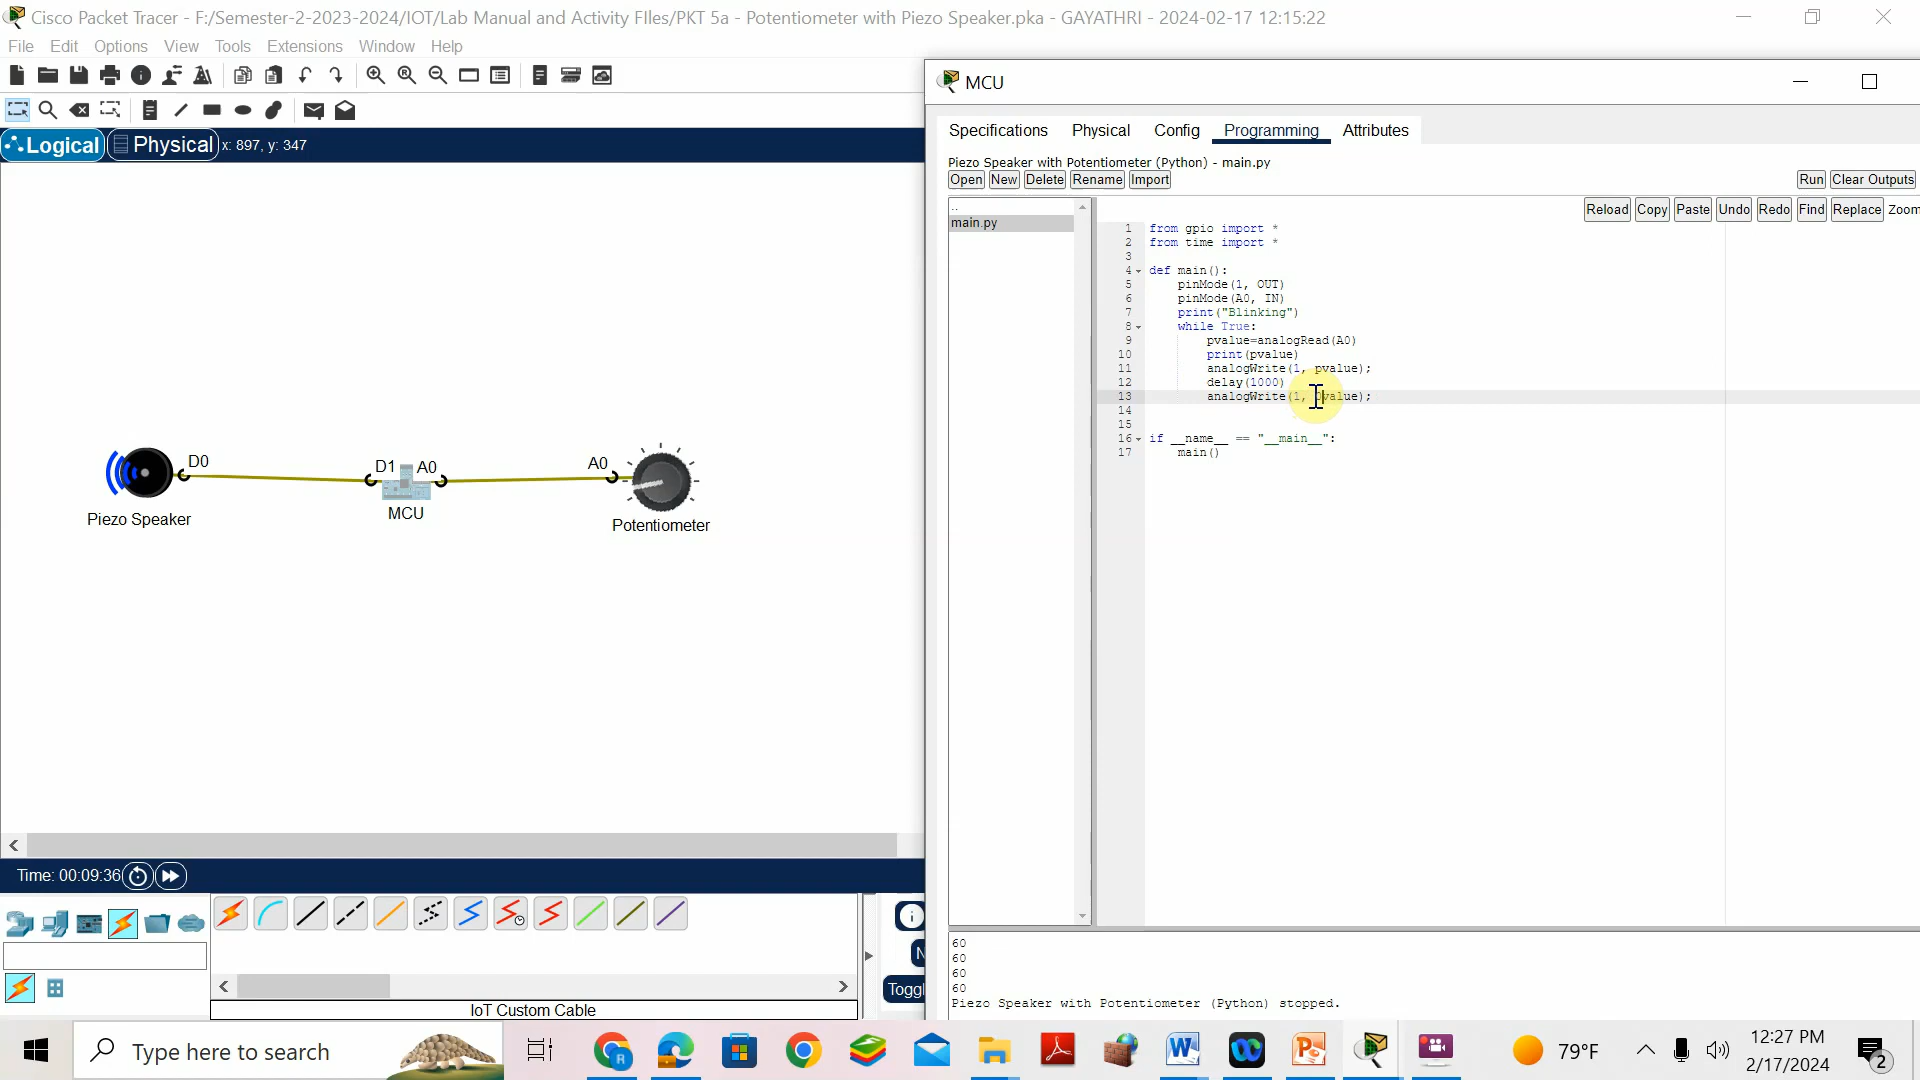 Cisco Packet Tracer - F:/Semester-2-2023-2024/IOT/Lab Manual and Activity FIles/PKT 5a - Potentiometer with Piezo Speaker.pka - GAYATHRI - 2024-02-17 12:15:22
File Edit Options View Tools Extensions Window Help
Logical Physical x: 897, y: 347
D0
D1 A0
A0
Piezo Speaker
MCU
Potentiometer
Time: 00:09:36
IoT Custom Cable
N
Toggl
MCU
Specifications Physical Config Programming Attributes
Piezo Speaker with Potentiometer (Python) - main.py
Open New Delete Rename Import Run Clear Outputs
Reload Copy Paste Undo Redo Find Replace Zoom
..
main.py
1 from gpio import *
2 from time import *
3
4 def main():
5 pinMode(1, OUT)
6 pinMode(A0, IN)
7 print("Blinking")
8 while True:
9 pvalue=analogRead(A0)
10 print(pvalue)
11 analogWrite(1, pvalue);
12 delay(1000)
13 analogWrite(1, value);
14
15
16 if __name__ == "__main__":
17 main()
60
60
60
60
Piezo Speaker with Potentiometer (Python) stopped.
Type here to search
79°F
12:27 PM
2/17/2024
2